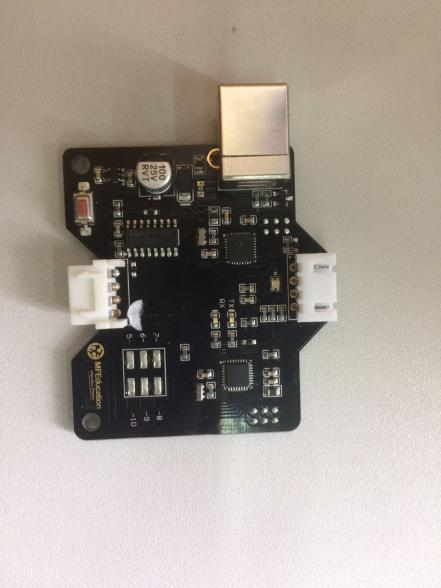 100
25V
RVT
TX
RX
7-
6-
5-
-8
-9
-10
MFEducation